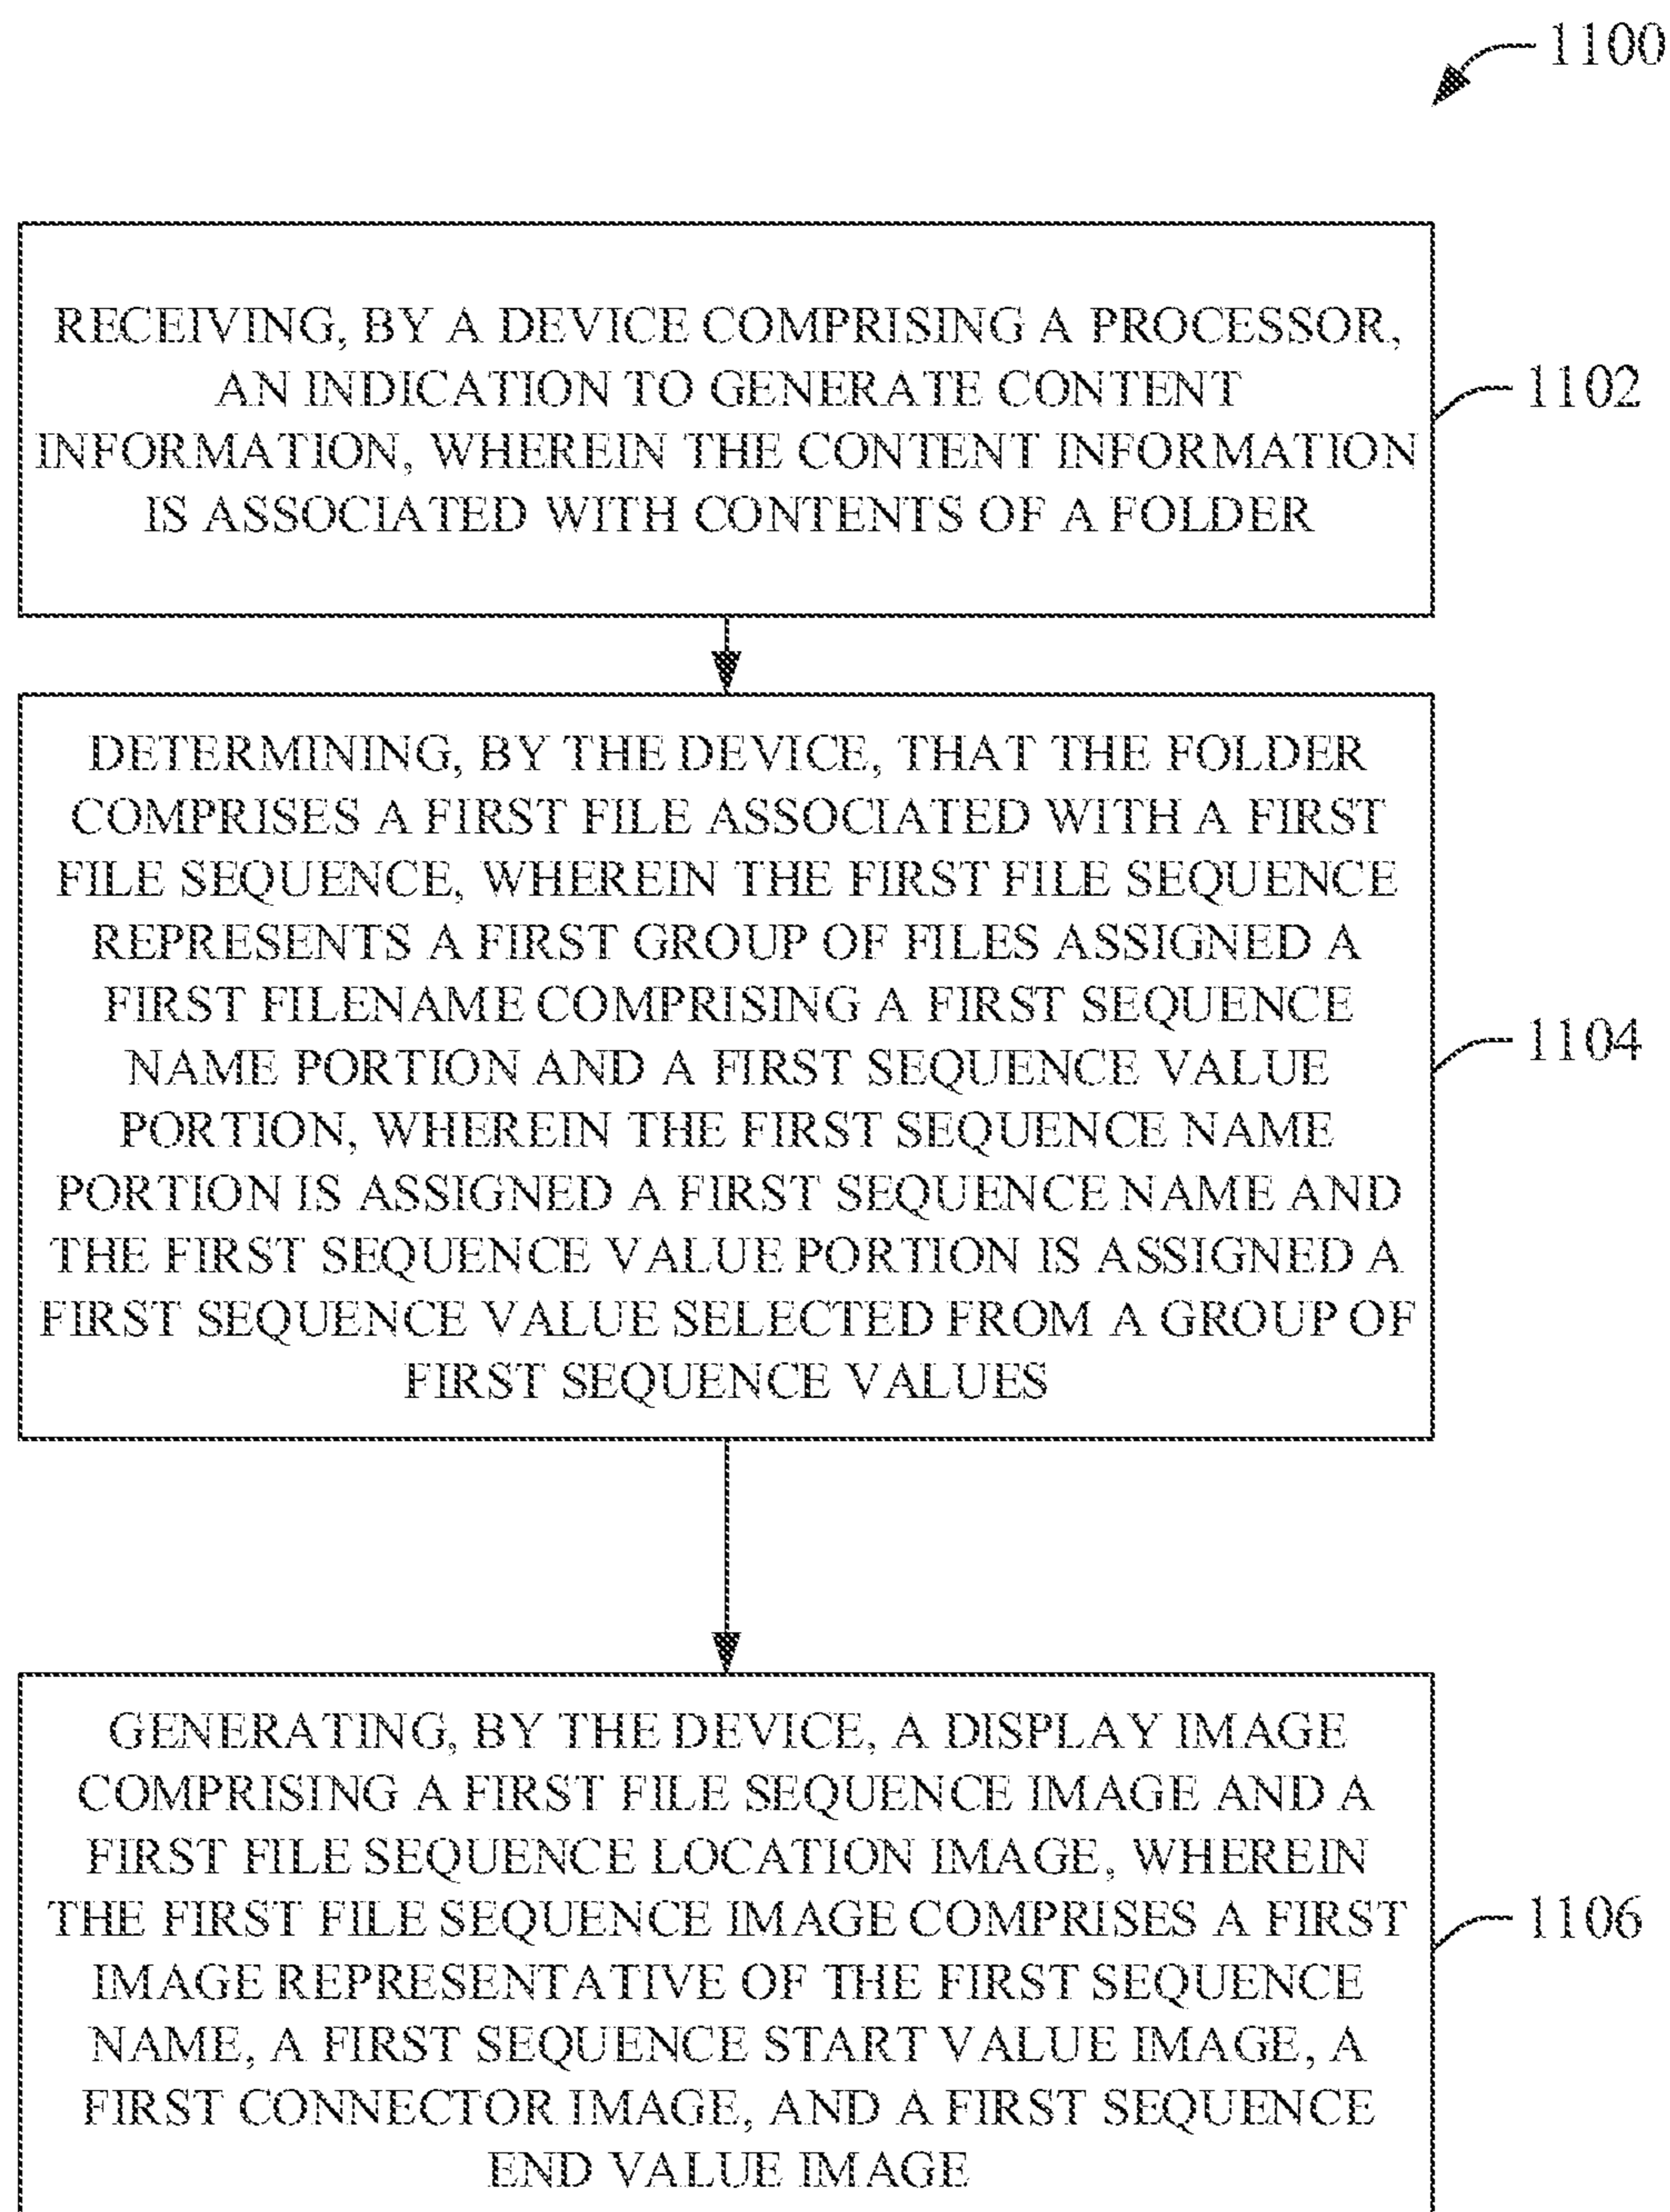 1100
RECEIVING, BY A DEVICE COMPRISING A PROCESSOR,
AN INDICATION TO GENERATE CONTENT
INFORMATION, WHEREIN THE CONTENT INFORMATION
IS ASSOCIATED WITH CONTENTS OF A FOLDER
1102
DETERMINING, BY THE DEVICE, THAT THE FOLDER
COMPRISES A FIRST FILE ASSOCIATED WITH A FIRST
FILE SEQUENCE, WHEREIN THE FIRST FILE SEQUENCE
REPRESENTS A FIRST GROUP OF FILES ASSIGNED A
FIRST FILENAME COMPRISING A FIRST SEQUENCE
NAME PORTION AND A FIRST SEQUENCE VALUE
PORTION, WHEREIN THE FIRST SEQUENCE NAME
PORTION IS ASSIGNED A FIRST SEQUENCE NAME AND
THE FIRST SEQUENCE VALUE PORTION IS ASSIGNED A
FIRST SEQUENCE VALUE SELECTED FROM A GROUP OF
FIRST SEQUENCE VALUES
1104
GENERATING, BY THE DEVICE, A DISPLAY IMAGE
COMPRISING A FIRST FILE SEQUENCE IMAGE AND A
FIRST FILE SEQUENCE LOCATION IMAGE, WHEREIN
THE FIRST FILE SEQUENCE IMAGE COMPRISES A FIRST
IMAGE REPRESENTATIVE OF THE FIRST SEQUENCE
NAME, A FIRST SEQUENCE START VALUE IMAGE, A
FIRST CONNECTOR IMAGE, AND A FIRST SEQUENCE
END VALUE IMAGE
1106